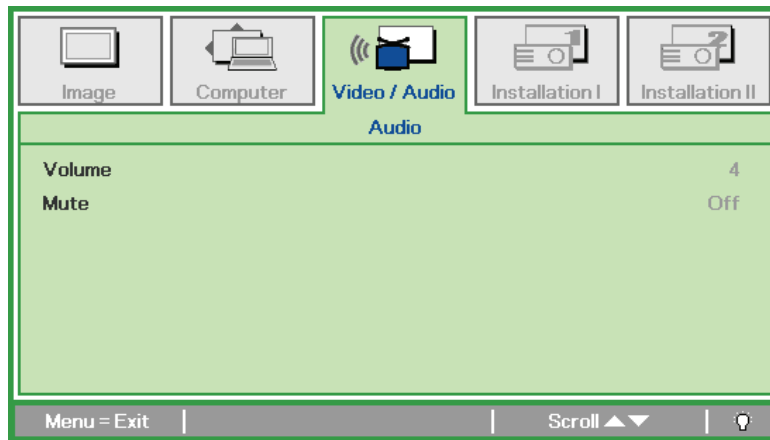 Image Computer Video / Audio Installation I Installation II
Audio
Volume 4
Mute Off
Menu = Exit Scroll ▲▼